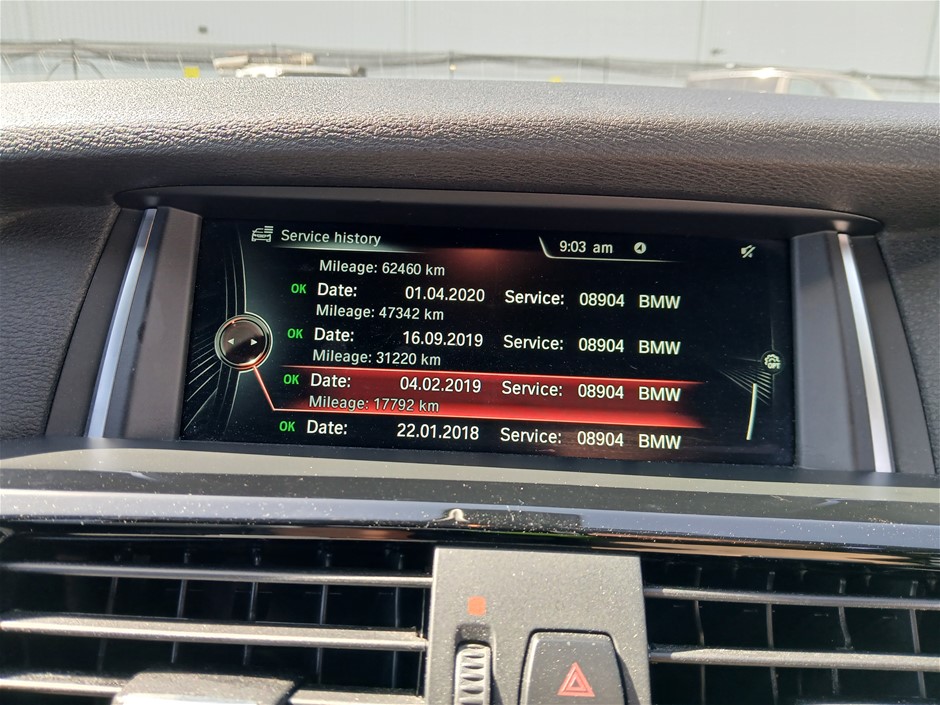 Service history 9:03 am
Mileage: 62460 km
OK Date: 01.04.2020 Service: 08904 BMW
Mileage: 47342 km
OK Date: 16.09.2019 Service: 08904 BMW
Mileage: 31220 km
OK Date: 04.02.2019 Service: 08904 BMW
Mileage: 17792 km
OK Date: 22.01.2018 Service: 08904 BMW
OPT